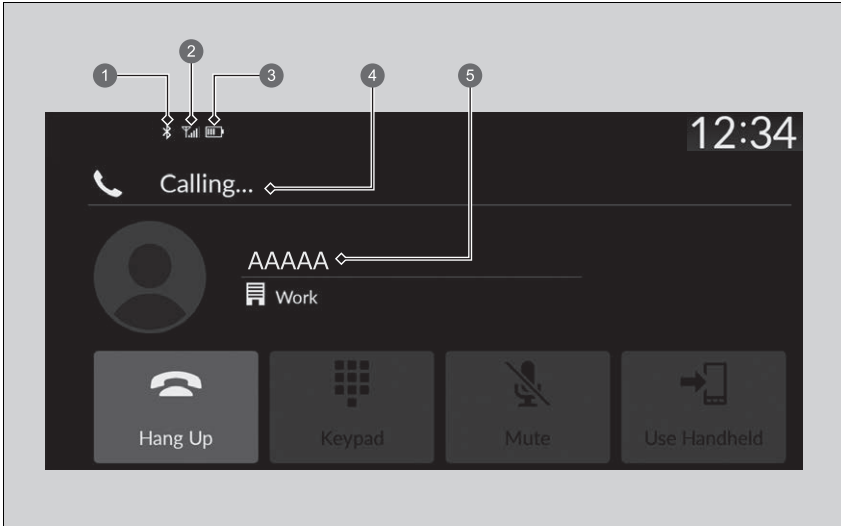 1 2 3 4 5
12:34
Calling...
AAAAA
Work
Hang Up Keypad Mute Use Handheld